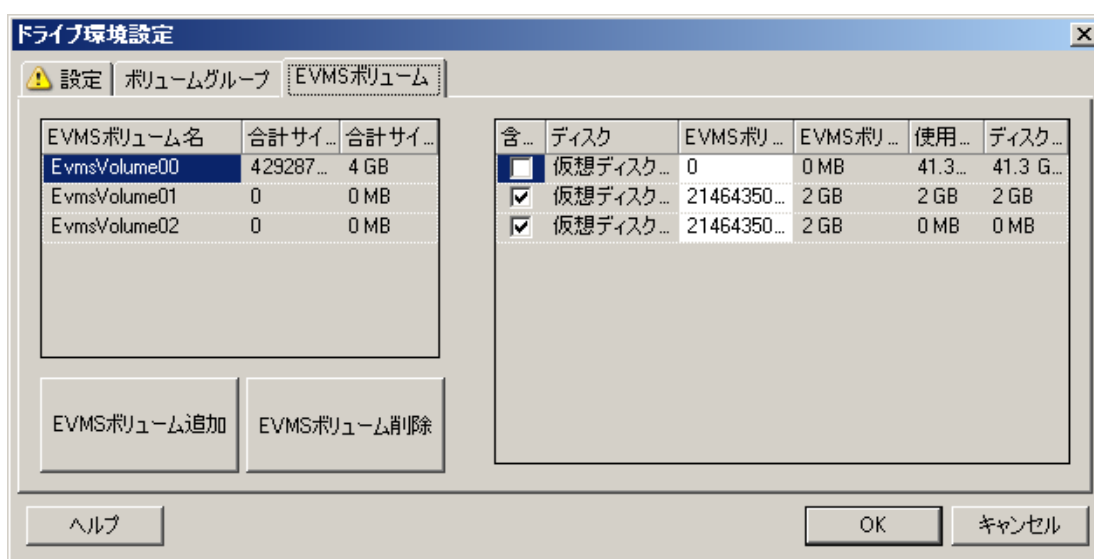 ドライブ環境設定
設定 ボリュームグループ EVMSボリューム
EVMSボリューム名 合計サイ... 合計サイ...
EvmsVolume00 429287... 4 GB
EvmsVolume01 0 0 MB
EvmsVolume02 0 0 MB
含... ディスク EVMSボリ... EVMSボリ... 使用... ディスク...
仮想ディスク... 0 0 MB 41.3... 41.3 G...
仮想ディスク... 21464350... 2 GB 2 GB 2 GB
仮想ディスク... 21464350... 2 GB 0 MB 0 MB
EVMSボリューム追加 EVMSボリューム削除
ヘルプ OK キャンセル